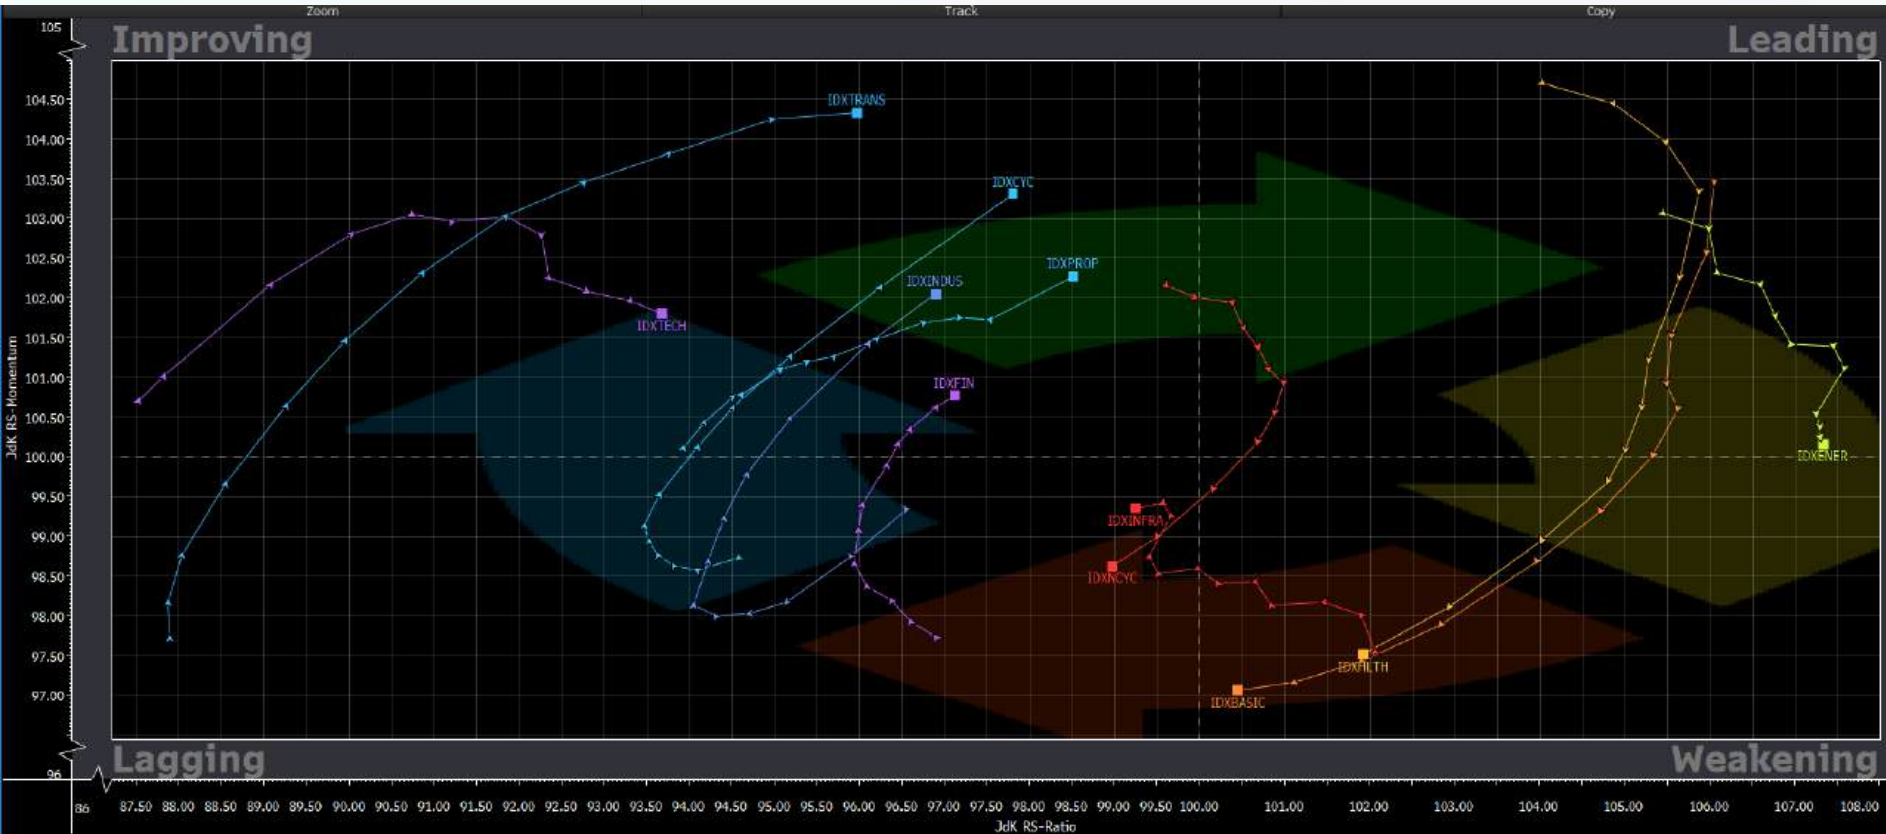 Zoom Track Copy
105
Improving Leading
104.50
IDXTRANS
104.00
103.50
IDXCYC
103.00
102.50
IDXPROP
IDXINDUS
102.00
IDXTECH
101.50
101.00
IDXFIN
100.50
100.00
IDXENER
99.50
IDXINFRA
99.00
98.50
IDXNCYC
98.00
97.50
IDXHLTH
97.00
IDXBASIC
JdK RS-Momentum
Lagging Weakening
96
86 87.50 88.00 88.50 89.00 89.50 90.00 90.50 91.00 91.50 92.00 92.50 93.00 93.50 94.00 94.50 95.00 95.50 96.00 96.50 97.00 97.50 98.00 98.50 99.00 99.50 100.00 101.00 102.00 103.00 104.00 105.00 106.00 107.00 108.00
JdK RS-Ratio